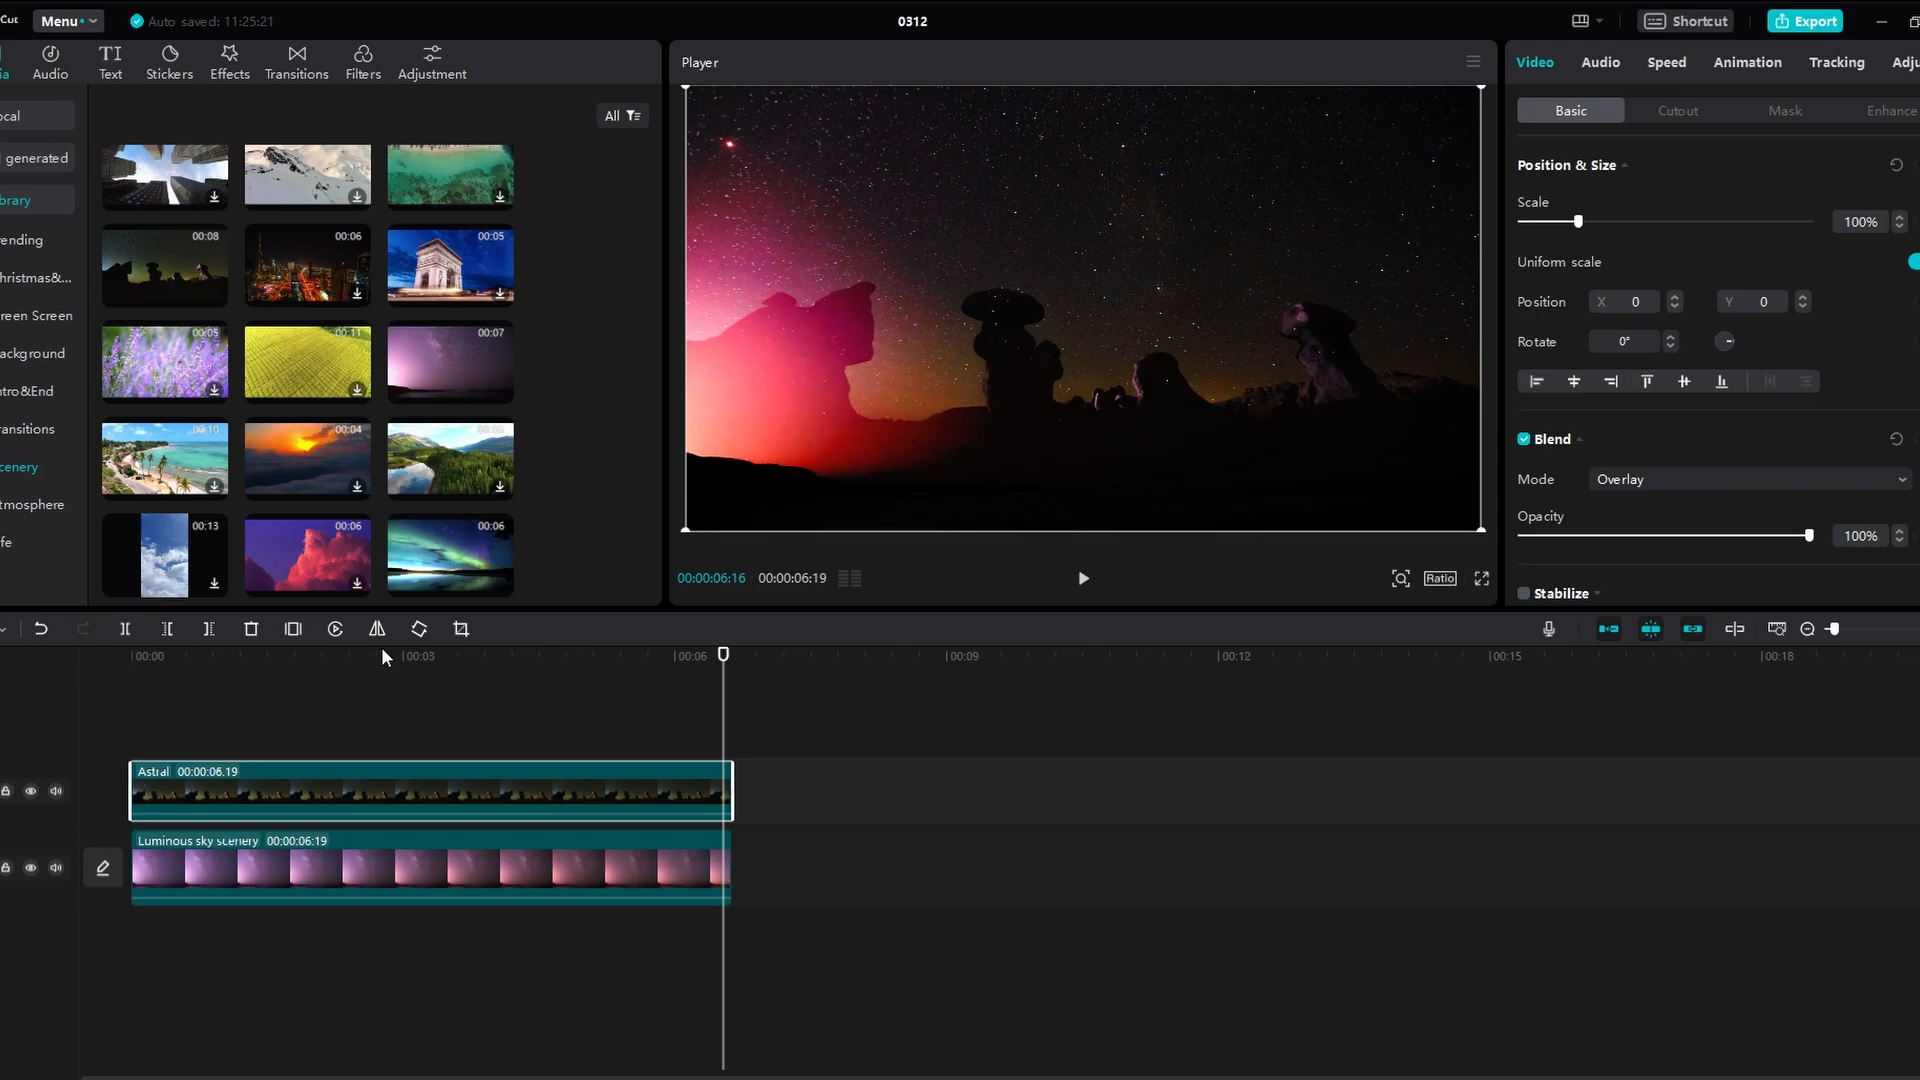 Cut
Menu
Auto saved: 11:25:21
0312
Shortcut
Export
ia
Audio
Text
Stickers
Effects
Transitions
Filters
Adjustment
Player
Video
Audio
Speed
Animation
Tracking
Adju
ocal
All
Basic
Cutout
Mask
Enhance
generated
Position & Size
brary
Scale
100%
ending
00:08
00:06
00:05
Uniform scale
hristmas&...
Position
X 0
Y 0
reen Screen
00:05
00:11
00:07
Rotate
0°
ackground
ntro&End
ansitions
00:10
00:04
Blend
cenery
Mode
Overlay
tmosphere
Opacity
100%
00:13
00:06
00:06
fe
00:00:06:16
00:00:06:19
Ratio
Stabilize
00:00
00:03
00:06
00:09
00:12
00:15
00:18
Astral 00:00:06:19
Luminous sky scenery 00:00:06:19